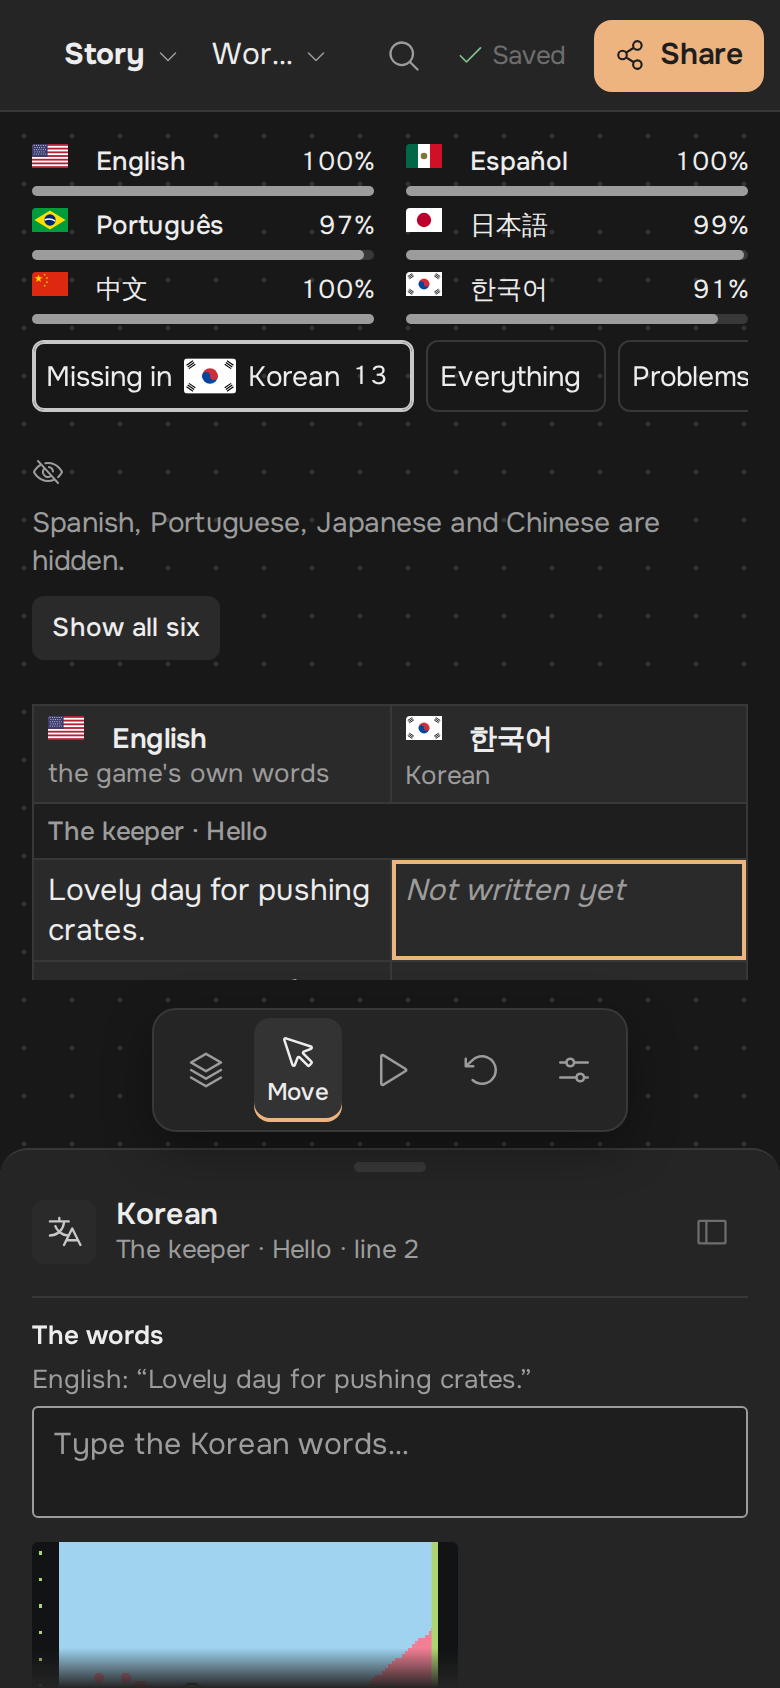 Story
Wor...
Saved
Share
English 100%
Español 100%
Português 97%
日本語 99%
中文 100%
한국어 91%
Missing in Korean 13
Everything
Problems
Spanish, Portuguese, Japanese and Chinese are
hidden.
Show all six
English
the game's own words
한국어
Korean
The keeper · Hello
Lovely day for pushing
crates.
Not written yet
Move
Korean
The keeper · Hello · line 2
The words
English: “Lovely day for pushing crates.”
Type the Korean words...